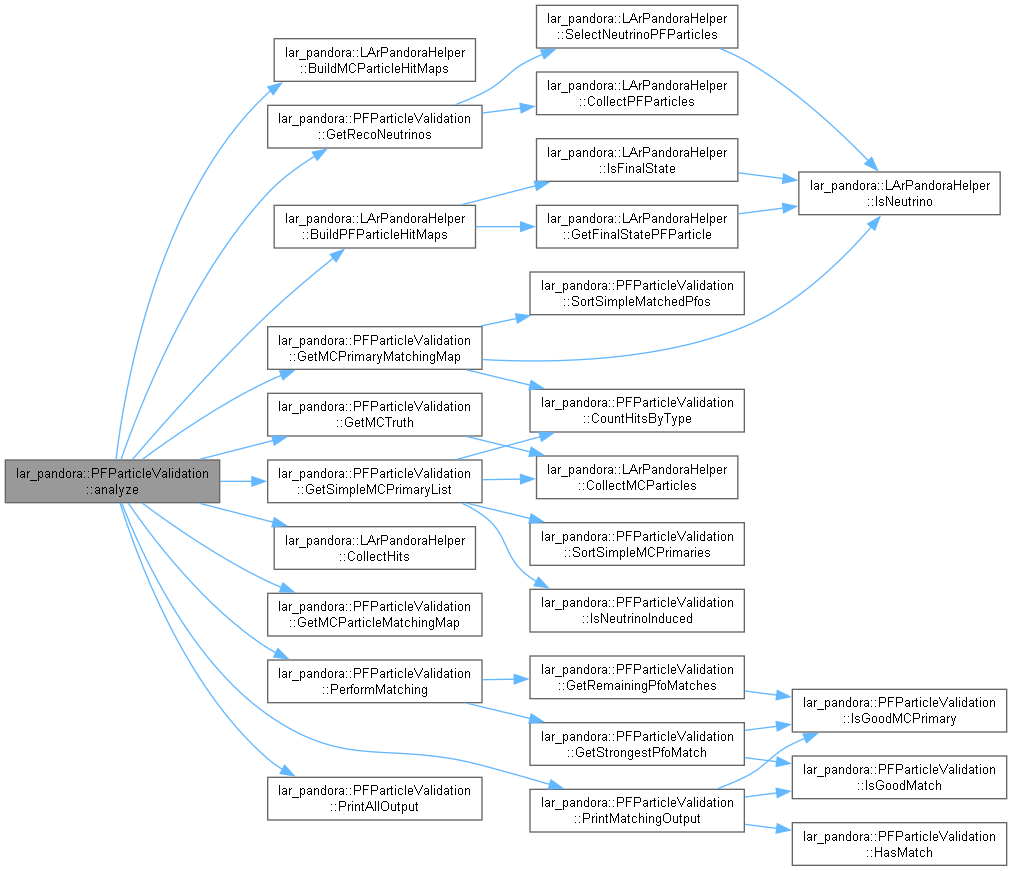 lar_pandora::PFParticleValidation
::analyze
lar_pandora::LArPandoraHelper
::BuildMCParticleHitMaps
lar_pandora::PFParticleValidation
::GetRecoNeutrinos
lar_pandora::LArPandoraHelper
::BuildPFParticleHitMaps
lar_pandora::PFParticleValidation
::GetMCPrimaryMatchingMap
lar_pandora::PFParticleValidation
::GetMCTruth
lar_pandora::PFParticleValidation
::GetSimpleMCPrimaryList
lar_pandora::LArPandoraHelper
::CollectHits
lar_pandora::PFParticleValidation
::GetMCParticleMatchingMap
lar_pandora::PFParticleValidation
::PerformMatching
lar_pandora::PFParticleValidation
::PrintAllOutput
lar_pandora::LArPandoraHelper
::SelectNeutrinoPFParticles
lar_pandora::LArPandoraHelper
::CollectPFParticles
lar_pandora::LArPandoraHelper
::IsFinalState
lar_pandora::LArPandoraHelper
::GetFinalStatePFParticle
lar_pandora::PFParticleValidation
::SortSimpleMatchedPfos
lar_pandora::PFParticleValidation
::CountHitsByType
lar_pandora::LArPandoraHelper
::CollectMCParticles
lar_pandora::PFParticleValidation
::SortSimpleMCPrimaries
lar_pandora::PFParticleValidation
::IsNeutrinoInduced
lar_pandora::PFParticleValidation
::GetRemainingPfoMatches
lar_pandora::PFParticleValidation
::GetStrongestPfoMatch
lar_pandora::PFParticleValidation
::PrintMatchingOutput
lar_pandora::LArPandoraHelper
::IsNeutrino
lar_pandora::PFParticleValidation
::IsGoodMCPrimary
lar_pandora::PFParticleValidation
::IsGoodMatch
lar_pandora::PFParticleValidation
::HasMatch